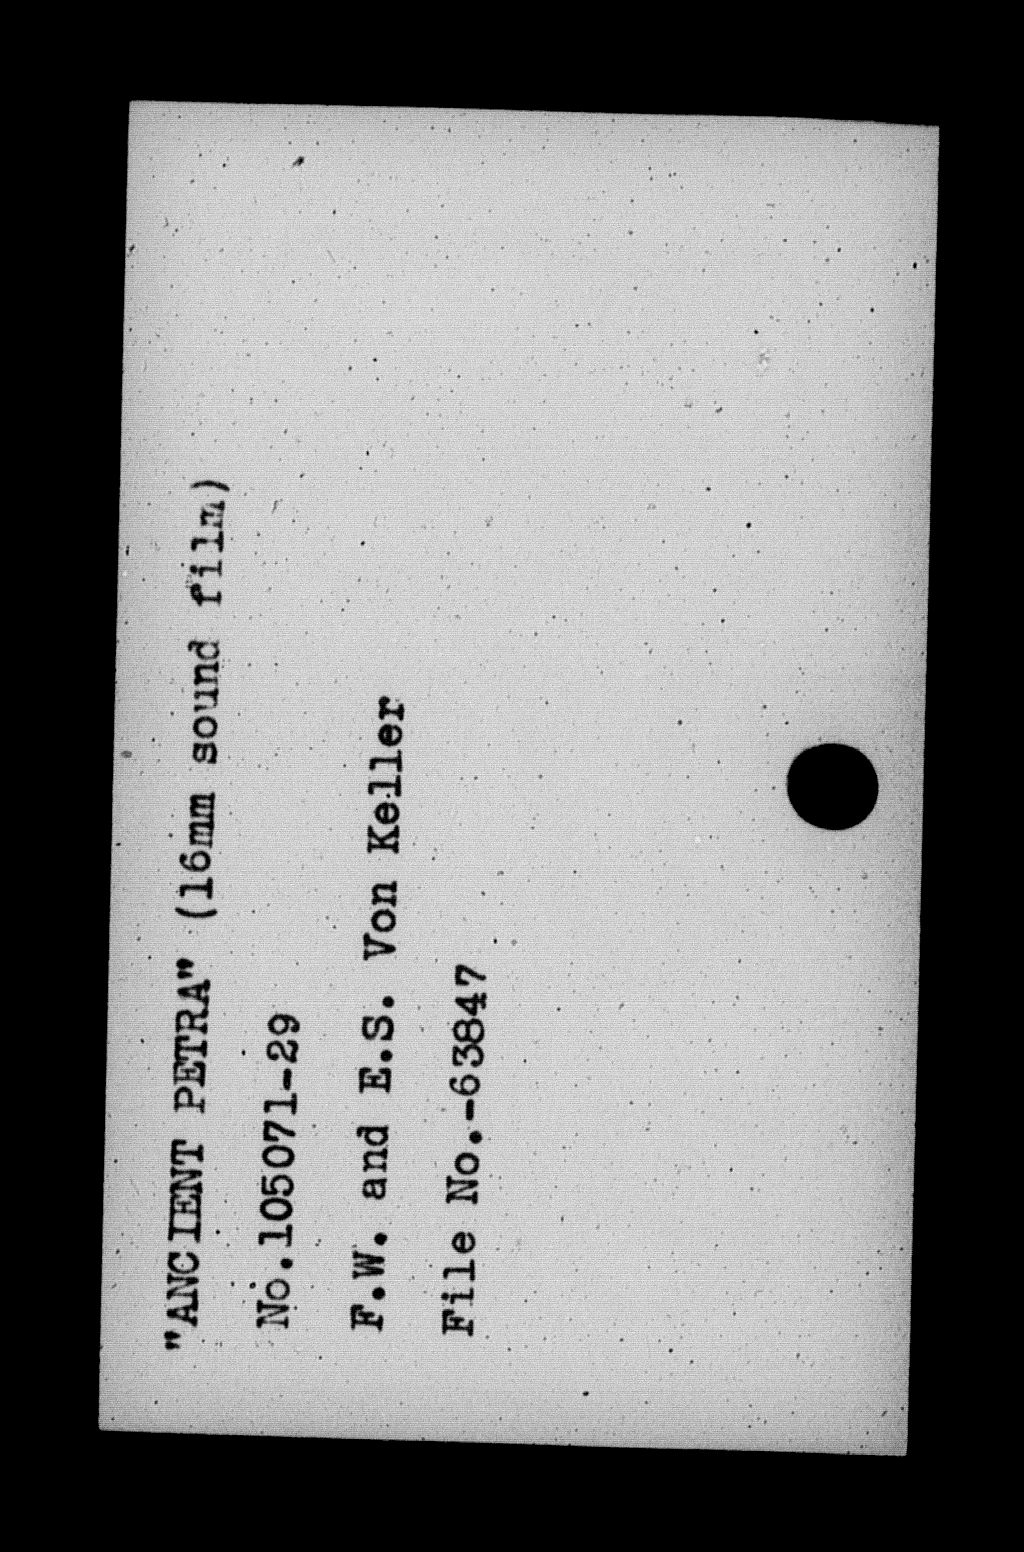 "ANCIENT PETRA" (16mm sound film)
No.105071-29
F.W. and E.S. Von Keller
File No.-63847